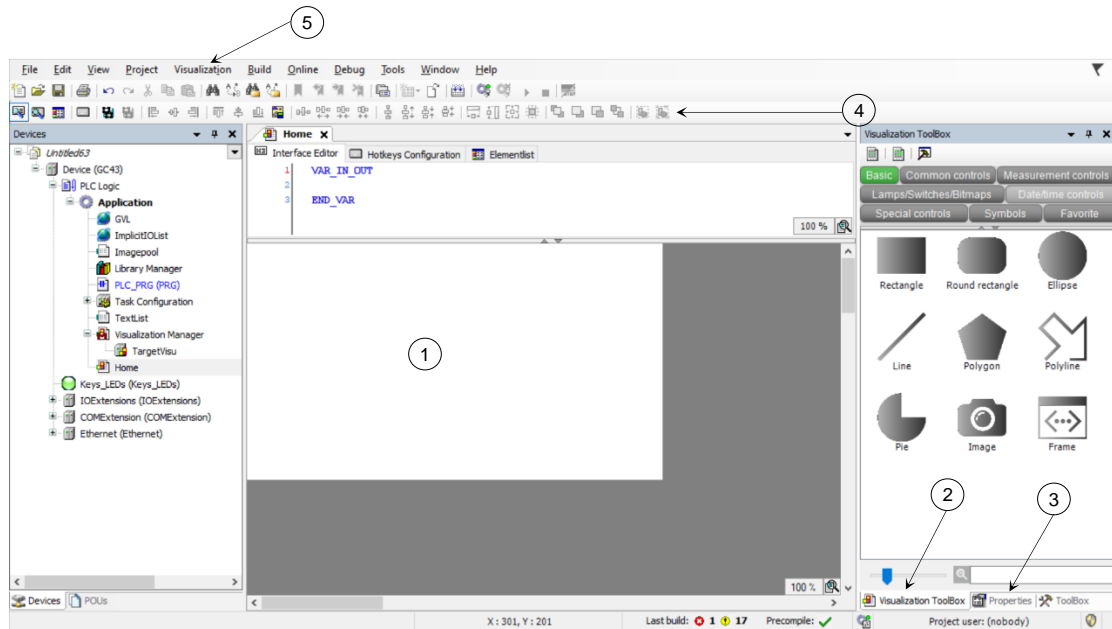 5
File Edit View Project Visualization Build Online Debug Tools Window Help
4
Devices
Untitled63
Device (GC43)
PLC Logic
Application
GVL
ImplicitIOList
Imagepool
Library Manager
PLC_PRG (PRG)
Task Configuration
TextList
Visualization Manager
TargetVisu
Home
Keys_LEDs (Keys_LEDs)
IOExtensions (IOExtensions)
COMExtension (COMExtension)
Ethernet (Ethernet)
Devices POUs
Home
Interface Editor Hotkeys Configuration Elementlist
1 VAR_IN_OUT
2
3 END_VAR
100 %
1
100 %
Visualization ToolBox
Basic Common controls Measurement controls
Lamps/Switches/Bitmaps Date/time controls
Special controls Symbols Favorite
Rectangle Round rectangle Ellipse
Line Polygon Polyline
Pie Image Frame
2 3
Visualization ToolBox Properties ToolBox
X : 301, Y : 201 Last build: 1 17 Precompile: Project user: (nobody)